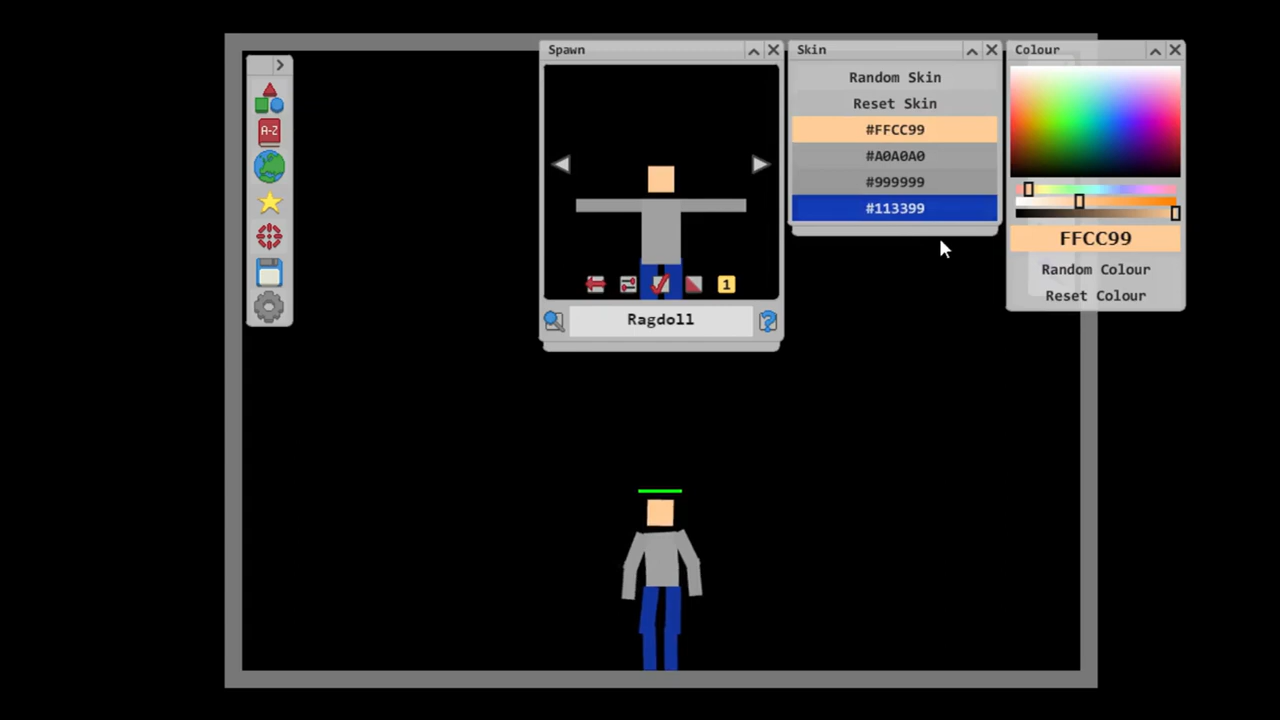 A-Z
Spawn
1
Ragdoll
Skin
Random Skin
Reset Skin
#FFCC99
#A0A0A0
#999999
#113399
Colour
FFCC99
Random Colour
Reset Colour